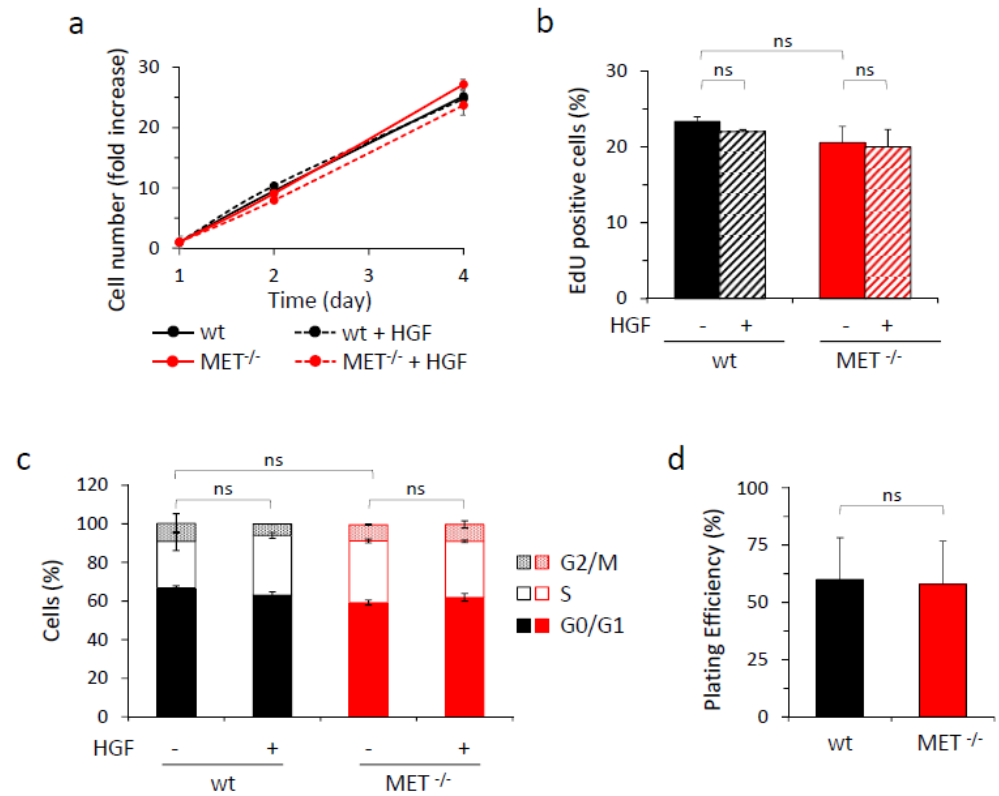 a
Cell number (fold increase)
30
20
10
0
1 2 3 4
Time (day)
wt wt + HGF
MET-/- MET-/- + HGF
b
EdU positive cells (%)
30
20
10
0
ns
ns ns
HGF - + - +
wt MET -/-
c
Cells (%)
120
100
80
60
40
20
0
ns
ns ns
G2/M
S
G0/G1
HGF - + - +
wt MET -/-
d
Plating Efficiency (%)
100
75
50
25
0
ns
wt MET -/-